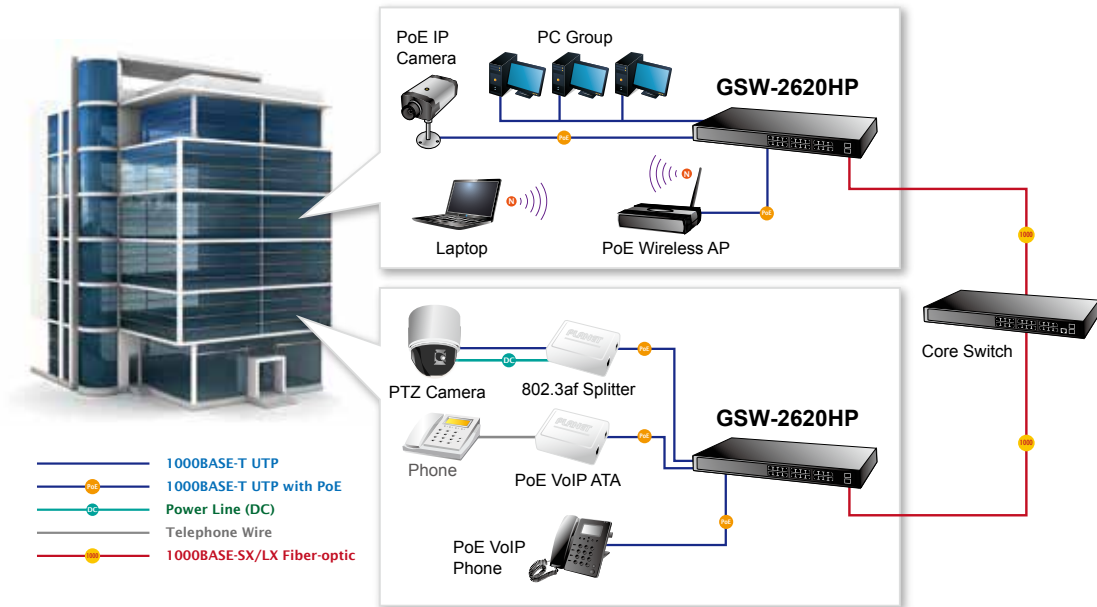 PoE IP
Camera
PC Group
GSW-2620HP
PoE
N
N
PoE
Laptop
PoE Wireless AP
1000
Core Switch
PLANET
PoE
DC
PTZ Camera
802.3af Splitter
GSW-2620HP
PLANET
PoE
Phone
PoE VoIP ATA
1000
PoE
PoE VoIP
Phone
1000BASE-T UTP
PoE
1000BASE-T UTP with PoE
DC
Power Line (DC)
Telephone Wire
1000
1000BASE-SX/LX Fiber-optic